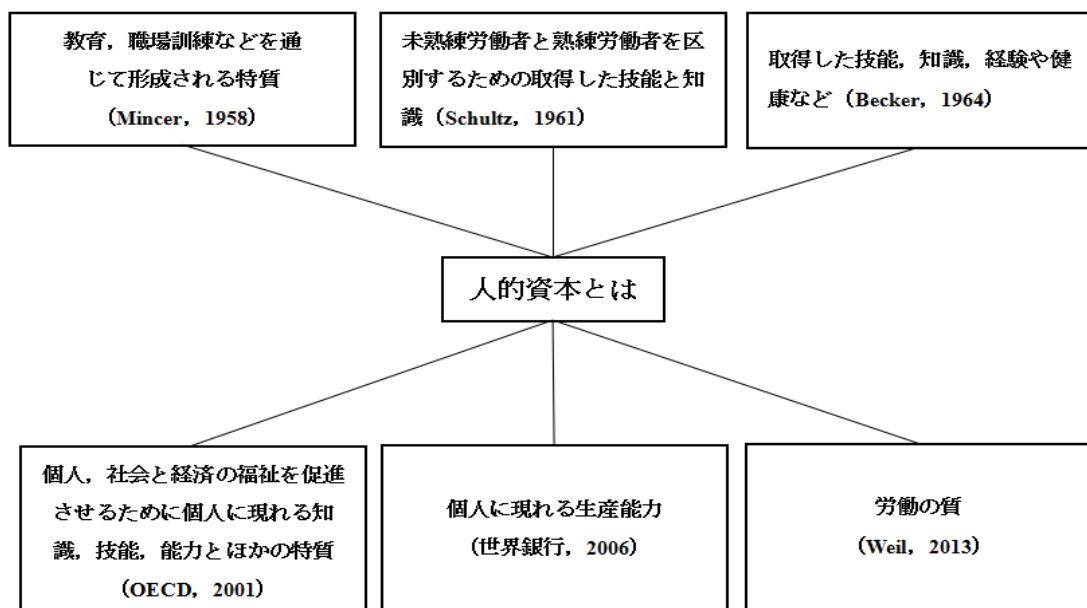 教育，職場訓練などを通
じて形成される特質
（Mincer，1958）
未熟練労働者と熟練労働者を区
別するための取得した技能と知
識（Schultz，1961）
取得した技能，知識，経験や健
康など（Becker，1964）
人的資本とは
個人，社会と経済の福祉を促進
させるために個人に現れる知
識，技能，能力とほかの特質
（OECD，2001）
個人に現れる生産能力
（世界銀行，2006）
労働の質
（Weil，2013）